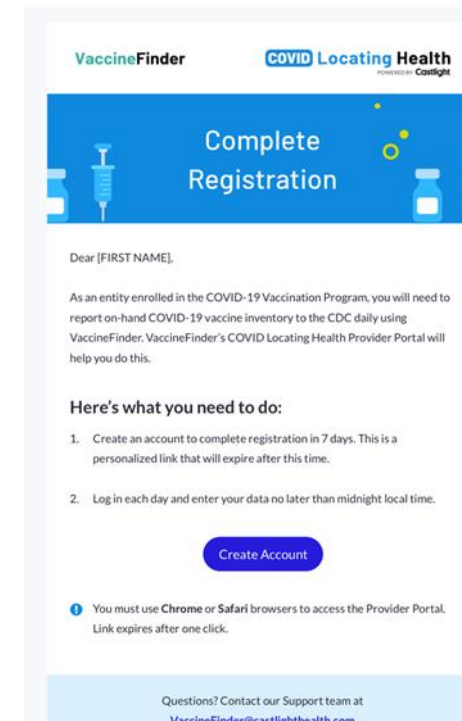 VaccineFinder
COVID Locating Health
POWERED BY Castlight
Complete
Registration
Dear [FIRST NAME],
As an entity enrolled in the COVID-19 Vaccination Program, you will need to
report on-hand COVID-19 vaccine inventory to the CDC daily using
VaccineFinder. VaccineFinder's COVID Locating Health Provider Portal will
help you do this.
Here's what you need to do:
1. Create an account to complete registration in 7 days. This is a
personalized link that will expire after this time.
2. Log in each day and enter your data no later than midnight local time.
Create Account
! You must use Chrome or Safari browsers to access the Provider Portal.
Link expires after one click.
Questions? Contact our Support team at
VaccineFinder@castlighthealth.com